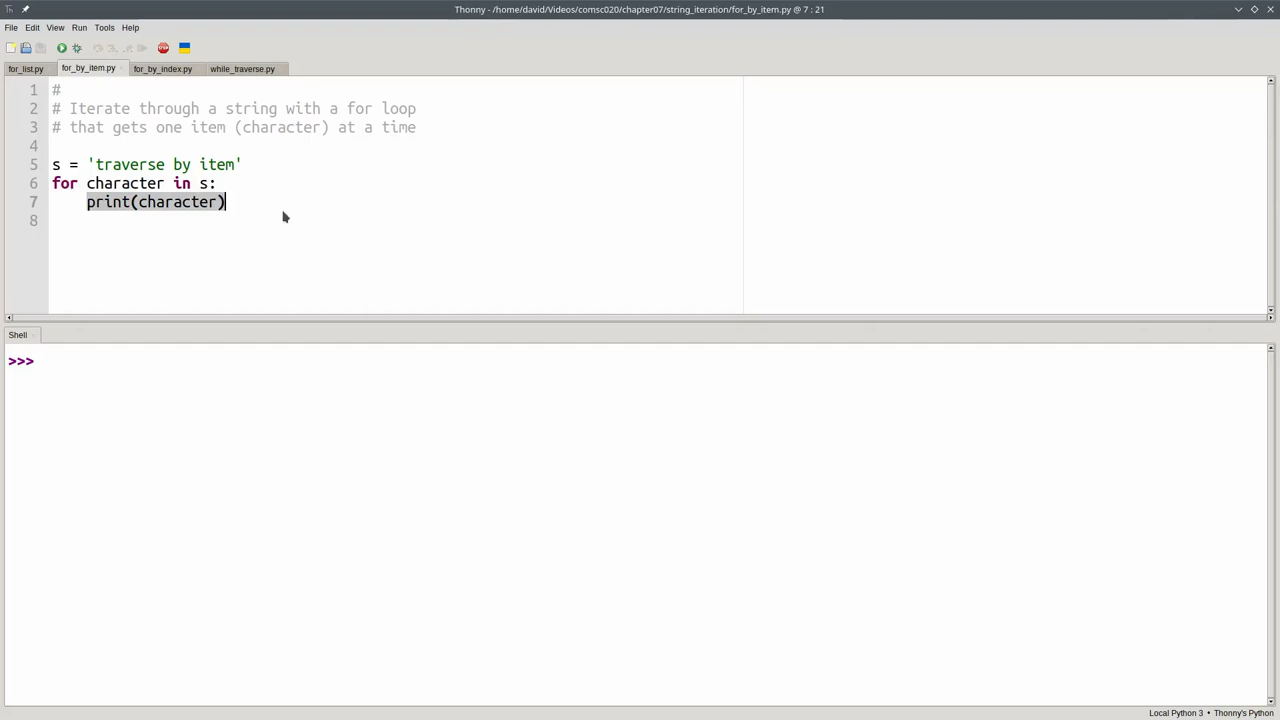 Th
Thonny - /home/david/Videos/comsc020/chapter07/string_iteration/for_by_item.py @ 7 : 21
File Edit View Run Tools Help
STOP
for_list.py for_by_item.py × for_by_index.py while_traverse.py
1 #
2 # Iterate through a string with a for loop
3 # that gets one item (character) at a time
4
5 s = 'traverse by item'
6 for character in s:
7     print(character)
8
Shell
>>>
Local Python 3 • Thonny's Python